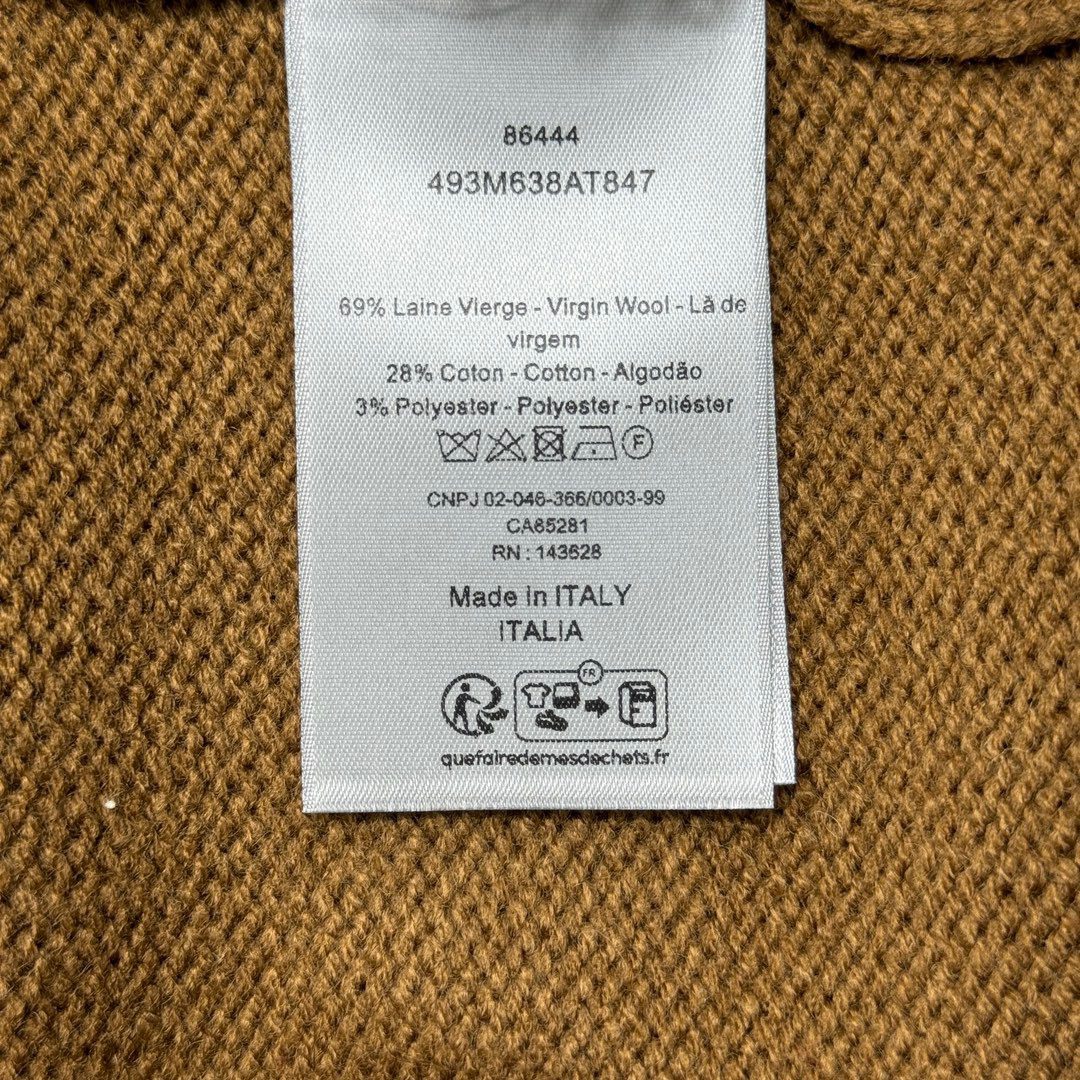 86444
493M638AT847
69% Laine Vierge - Virgin Wool - Lã de
virgem
28% Coton - Cotton - Algodão
3% Polyester - Polyester - Poliéster
F
CNPJ 02-046-366/0003-99
CA65281
RN : 143628
Made in ITALY
ITALIA
FR
quefairedemesdechets.fr